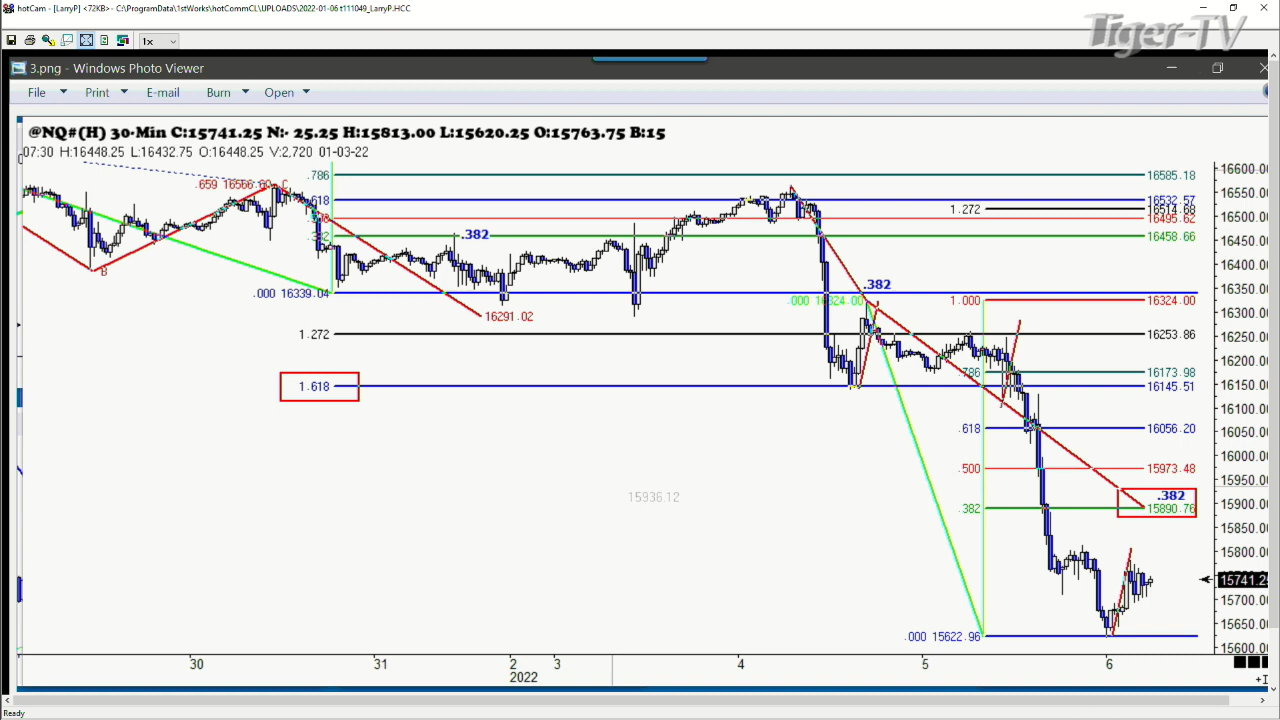 hotCam - [LarryP] <72KB> - C:\ProgramData\1stWorks\hotCommCL\UPLOADS\2022-01-06 t111049_LarryP.HCC
Tiger-TV
1x
3.png - Windows Photo Viewer
File Print E-mail Burn Open
@NQ#(H) 30-Min C:15741.25 N:- 25.25 H:15813.00 L:15620.25 O:15763.75 B:15
07:30 H:16448.25 L:16432.75 O:16448.25 V:2,720 01-03-22
.786 16585.18 16600.00
.659 16566.60 C
.618 16532.57 16550.00
1.272 16514.88
16495.62 16500.00
.382 .382 16458.66 16450.00
16400.00
.000 16339.04 .382 16350.00
.000 16324.00 1.000 16324.00
16291.02 16300.00
1.272 16253.86 16250.00
16200.00
.786 16173.98
1.618 16145.51 16150.00
16100.00
.618 16056.20 16050.00
16000.00
.500 15973.48
15936.12 15950.00
.382
.382 15890.76 15900.00
15850.00
15800.00
15741.25
15700.00
15650.00
.000 15622.96
15600.00
B
30 31 2 3 4 5 6
2022
Ready